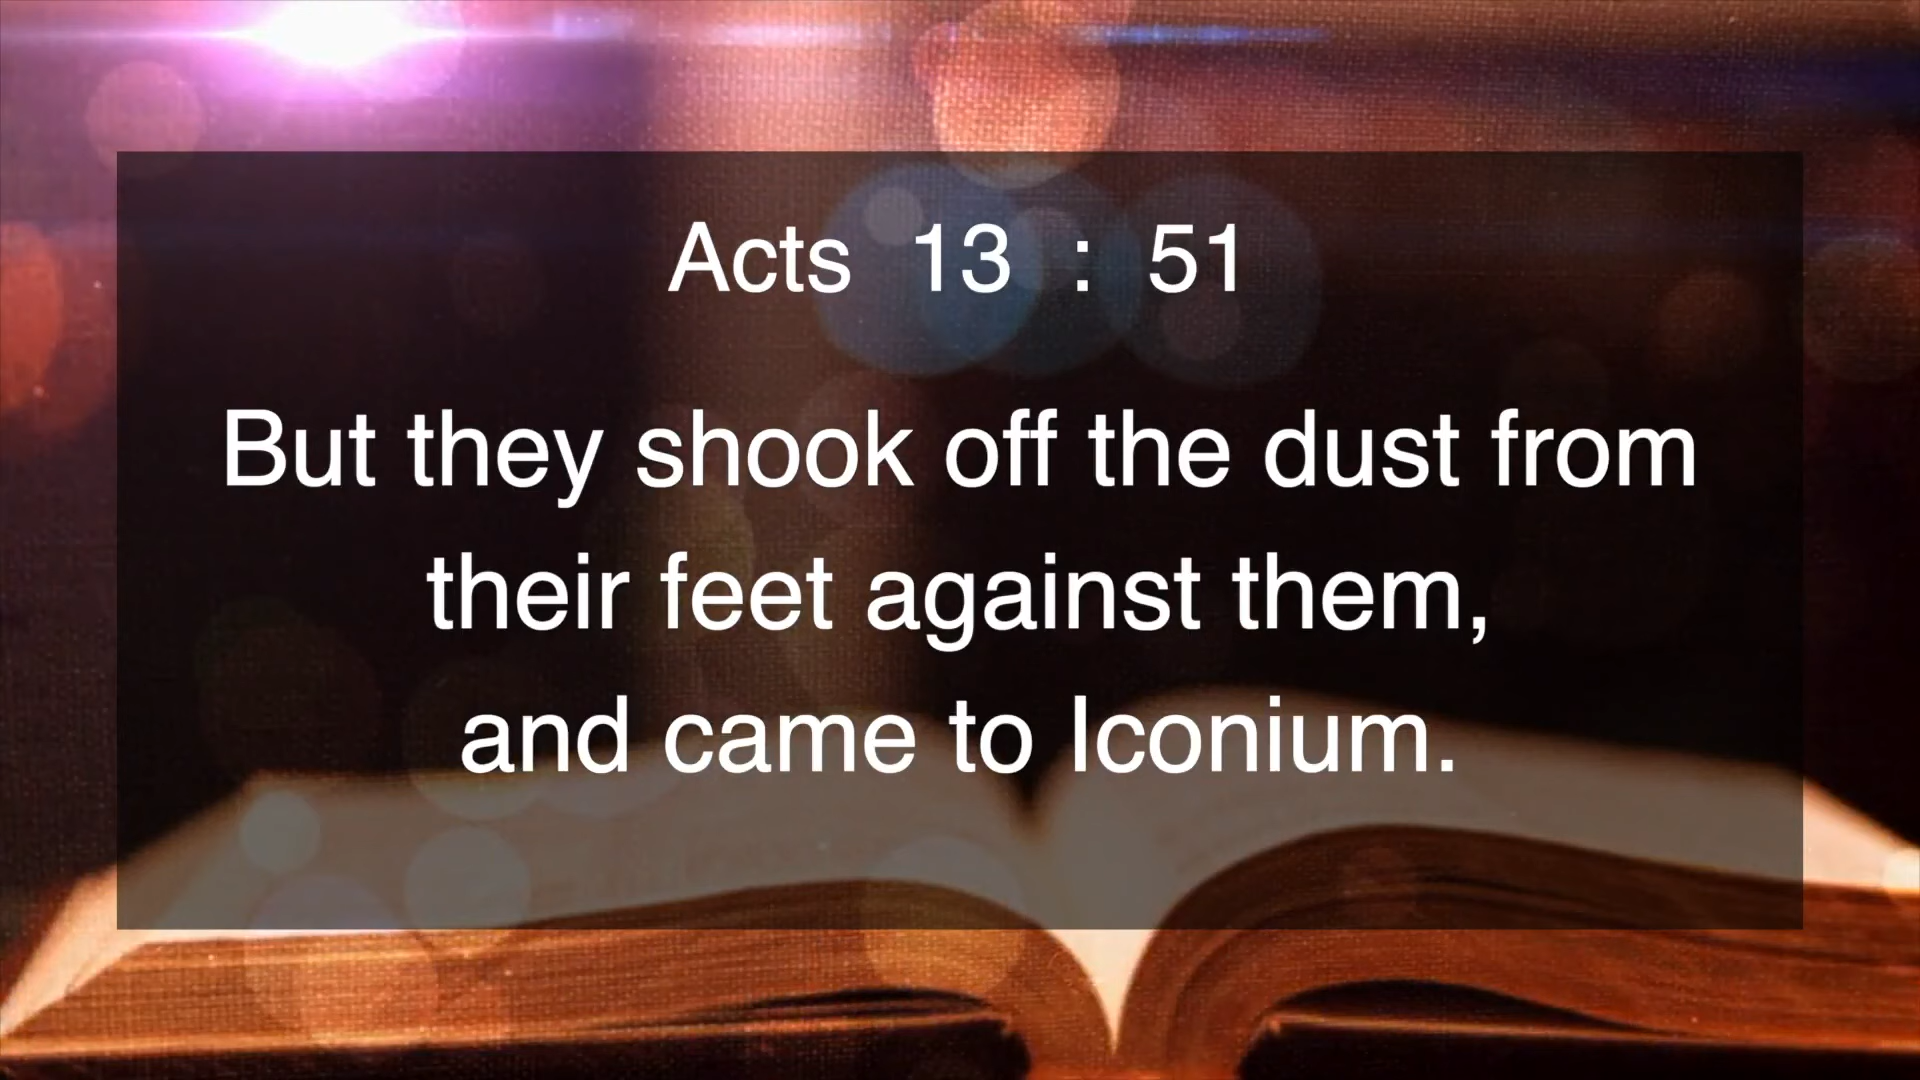 Acts 13 : 51
But they shook off the dust from
their feet against them,
and came to Iconium.